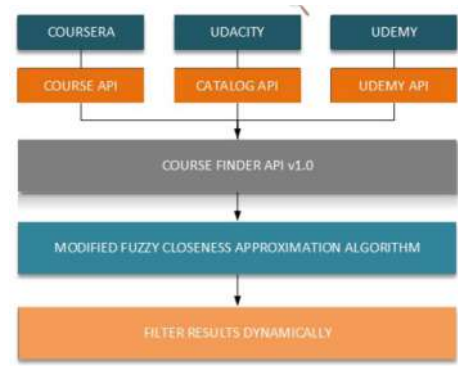 COURSERA
UDACITY
UDEMY
COURSE API
CATALOG API
UDEMY API
COURSE FINDER API v1.0
MODIFIED FUZZY CLOSENESS APPROXIMATION ALGORITHM
FILTER RESULTS DYNAMICALLY